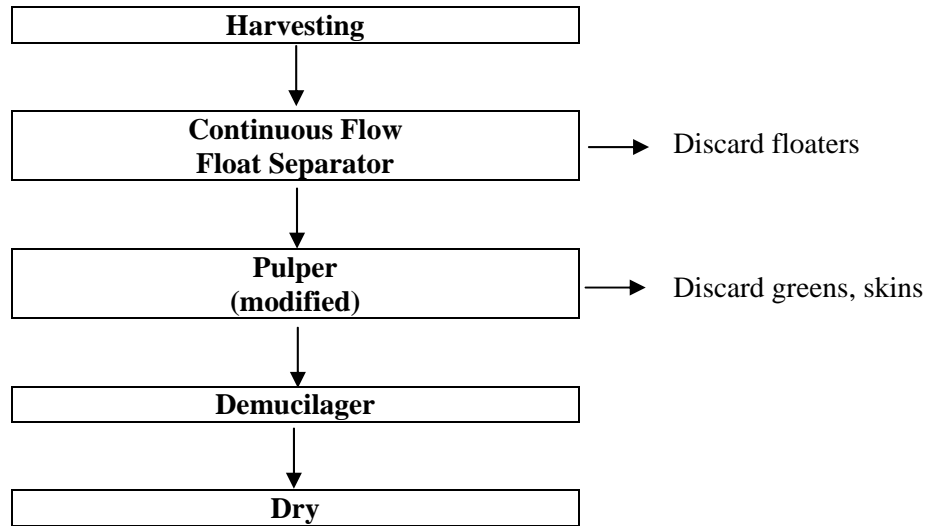 Harvesting
Continuous Flow
Float Separator
Discard floaters
Pulper
(modified)
Discard greens, skins
Demucilager
Dry